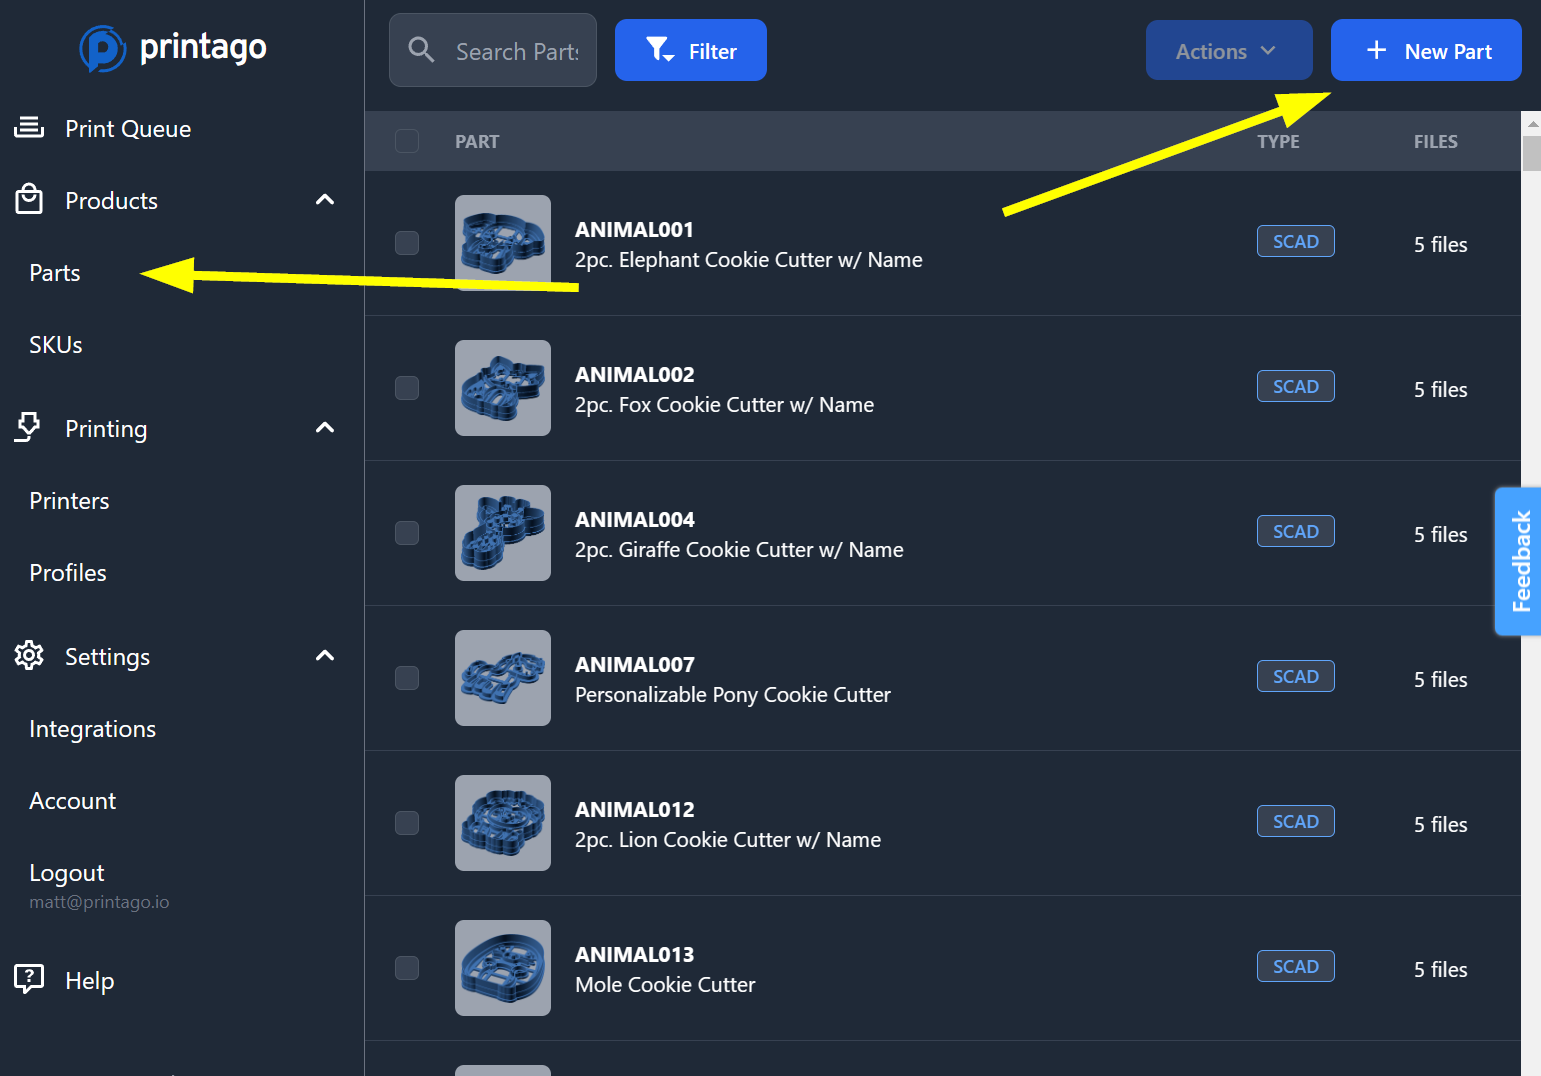 printago
Print Queue
Products
Parts
SKUs
Printing
Printers
Profiles
Settings
Integrations
Account
Logout
matt@printago.io
Help
Search Parts
Filter
Actions
New Part
PART TYPE FILES
ANIMAL001
2pc. Elephant Cookie Cutter w/ Name
SCAD
5 files
ANIMAL002
2pc. Fox Cookie Cutter w/ Name
SCAD
5 files
ANIMAL004
2pc. Giraffe Cookie Cutter w/ Name
SCAD
5 files
ANIMAL007
Personalizable Pony Cookie Cutter
SCAD
5 files
ANIMAL012
2pc. Lion Cookie Cutter w/ Name
SCAD
5 files
ANIMAL013
Mole Cookie Cutter
SCAD
5 files
Feedback